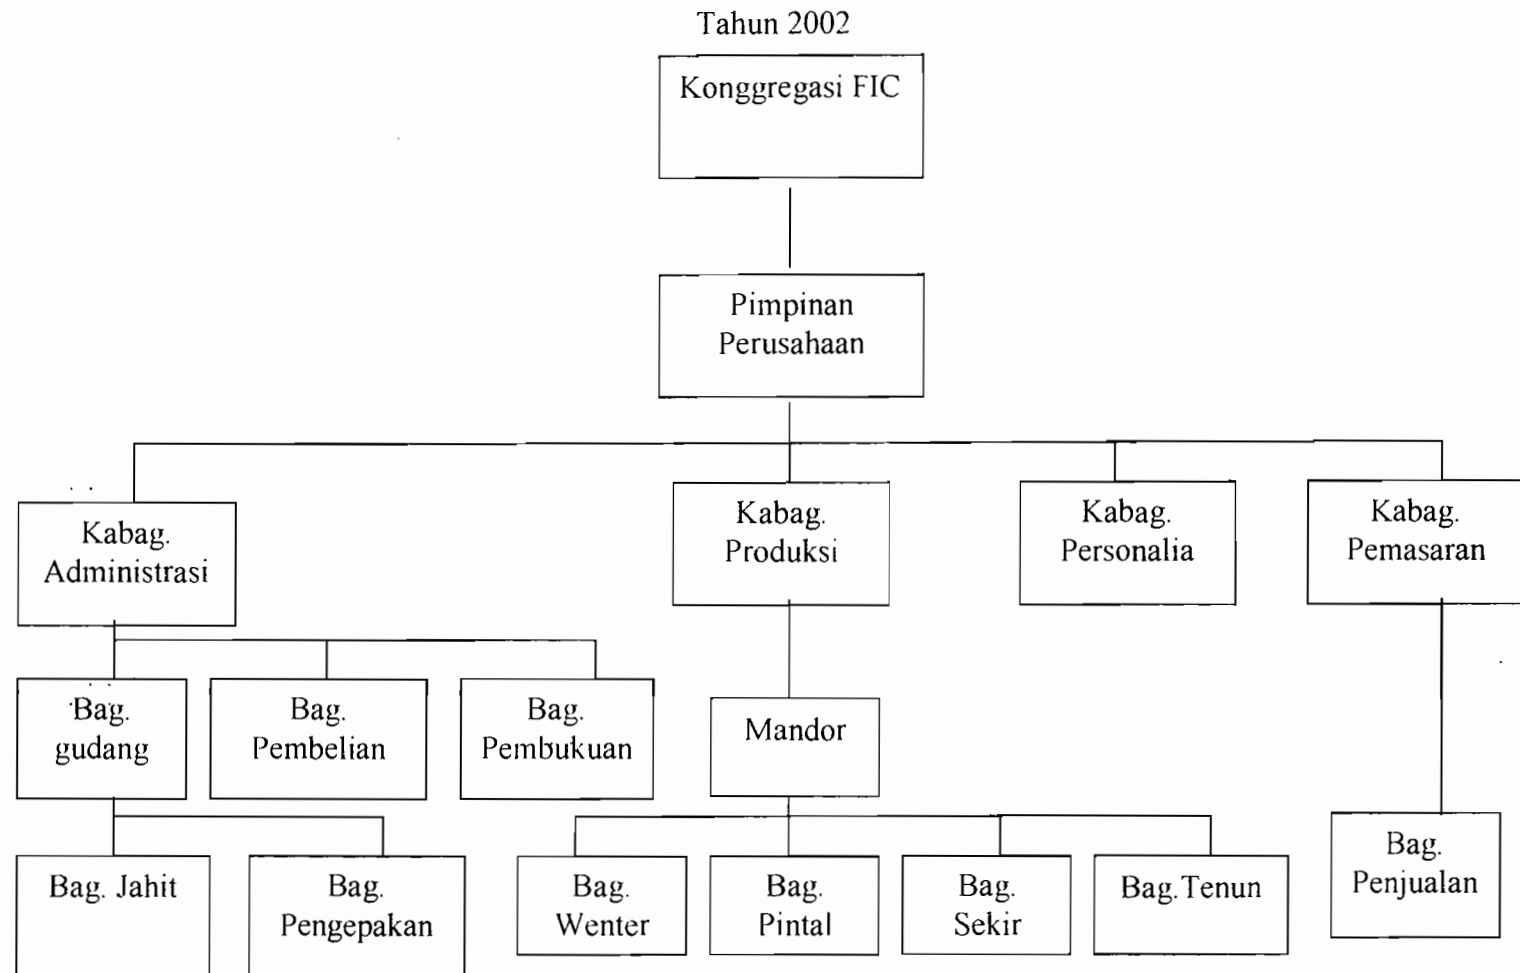 Tahun 2002
Konggregasi FIC
Pimpinan
Perusahaan
Kabag.
Administrasi
Kabag.
Produksi
Kabag.
Personalia
Kabag.
Pemasaran
Bag.
gudang
Bag.
Pembelian
Bag.
Pembukuan
Mandor
Bag. Jahit
Bag.
Pengepakan
Bag.
Wenter
Bag.
Pintal
Bag.
Sekir
Bag.Tenun
Bag.
Penjualan